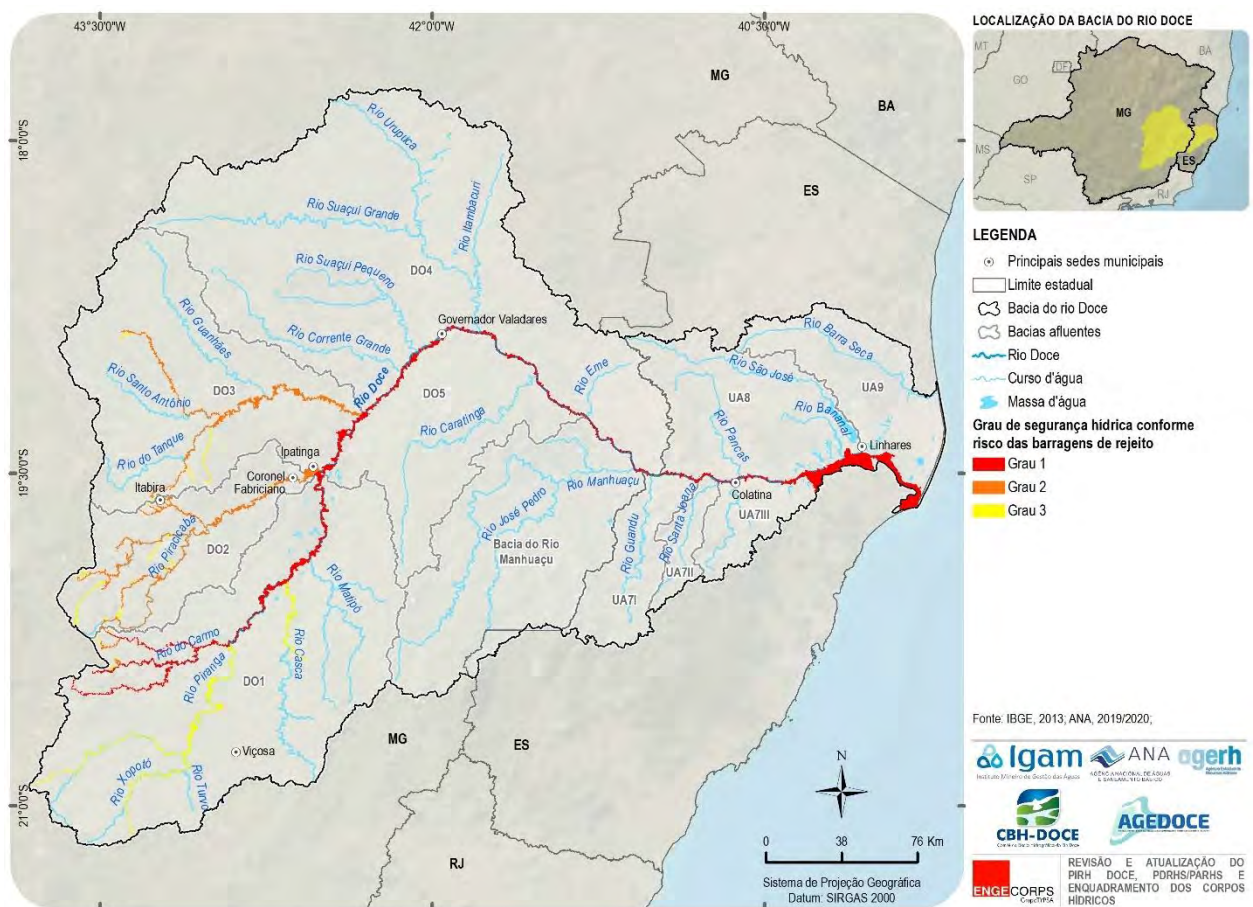 43°30'0"W
42°0'0"W
40°30'0"W
18°0'0"S
19°30'0"S
21°0'0"S
MG
BA
ES
MG
ES
RJ
Rio Urupuca
Rio Suaçuí Grande
Rio Itambacuri
Rio Suaçuí Pequeno
DO4
Rio Guanhães
Rio Corrente Grande
Governador Valadares
Rio Doce
DO3
Rio Santo Antônio
DO5
Rio do Tanque
Rio Caratinga
Rio Eme
Rio Barra Seca
Rio São José
UA9
UA8
Rio Bananal
Rio Pancas
Linhares
Ipatinga
Coronel
Fabriciano
Itabira
Rio Manhuaçu
Colatina
Rio Piracicaba
DO2
Rio José Pedro
Bacia do Rio
Manhuaçu
Rio Guandu
Rio Santa Joana
UA7III
UA7II
UA7I
Rio Matipó
Rio Casca
Rio do Carmo
Rio Piranga
DO1
Viçosa
Rio Xopotó
Rio Turvo
N
0 38 76 Km
Sistema de Projeção Geográfica
Datum: SIRGAS 2000
LOCALIZAÇÃO DA BACIA DO RIO DOCE
MT
BA
DF
GO
MG
MS
ES
SP
RJ
LEGENDA
Principais sedes municipais
Limite estadual
Bacia do rio Doce
Bacias afluentes
Rio Doce
Curso d'água
Massa d'água
Grau de segurança hídrica conforme
risco das barragens de rejeito
Grau 1
Grau 2
Grau 3
Fonte: IBGE, 2013; ANA, 2019/2020;
Igam
Instituto Mineiro de Gestão das Águas
ANA
AGÊNCIA NACIONAL DE ÁGUAS
E SANEAMENTO BÁSICO
agerh
CBH-DOCE
AGEDOCE
ENGECORPS
REVISÃO E ATUALIZAÇÃO DO
PIRH DOCE, PDRHS/PARHS E
ENQUADRAMENTO DOS CORPOS
HÍDRICOS